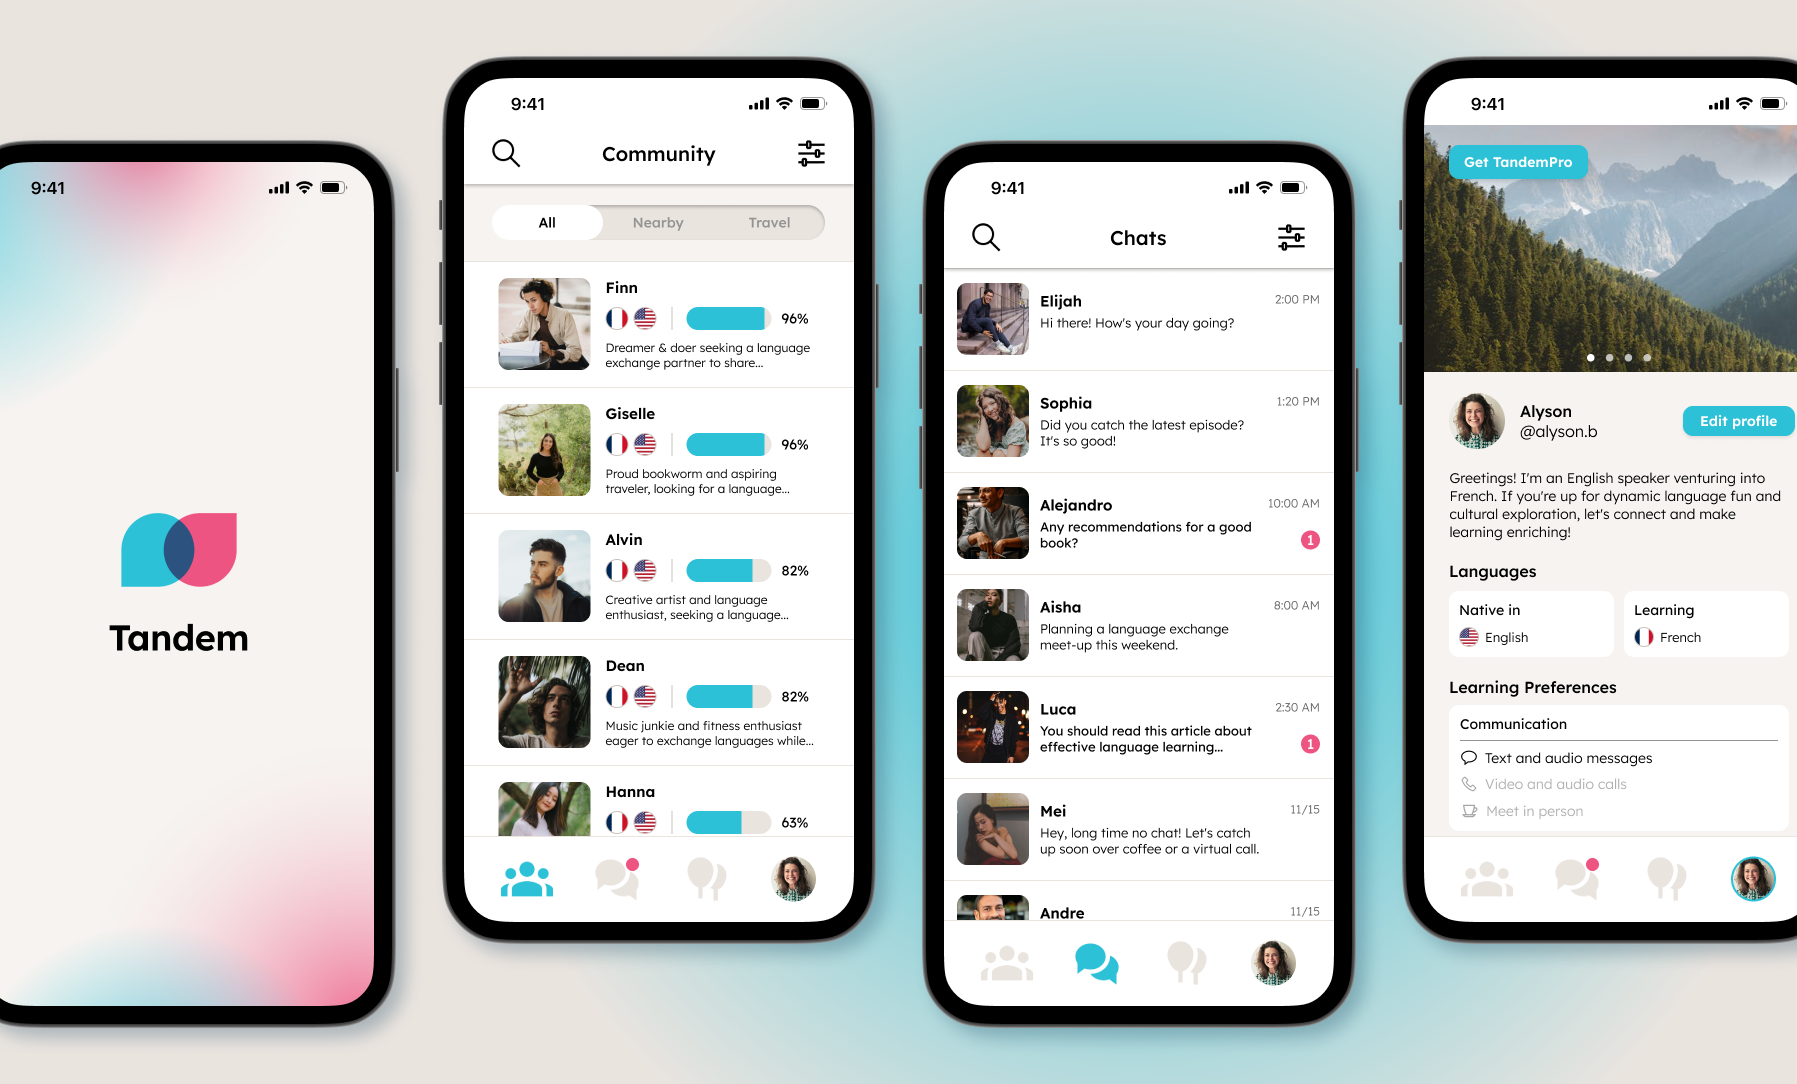 9:41
Tandem
9:41
Community
All
Nearby
Travel
Finn
96%
Dreamer & doer seeking a language
exchange partner to share...
Giselle
96%
Proud bookworm and aspiring
traveler, looking for a language...
Alvin
82%
Creative artist and language
enthusiast, seeking a language...
Dean
82%
Music junkie and fitness enthusiast
eager to exchange languages while...
Hanna
63%
9:41
Chats
Elijah
2:00 PM
Hi there! How's your day going?
Sophia
1:20 PM
Did you catch the latest episode?
It's so good!
Alejandro
10:00 AM
Any recommendations for a good
book?
1
Aisha
8:00 AM
Planning a language exchange
meet-up this weekend.
Luca
2:30 AM
You should read this article about
effective language learning...
1
Mei
11/15
Hey, long time no chat! Let's catch
up soon over coffee or a virtual call.
Andre
11/15
9:41
Get TandemPro
Alyson
@alyson.b
Edit profile
Greetings! I'm an English speaker venturing into
French. If you're up for dynamic language fun and
cultural exploration, let's connect and make
learning enriching!
Languages
Native in
English
Learning
French
Learning Preferences
Communication
Text and audio messages
Video and audio calls
Meet in person